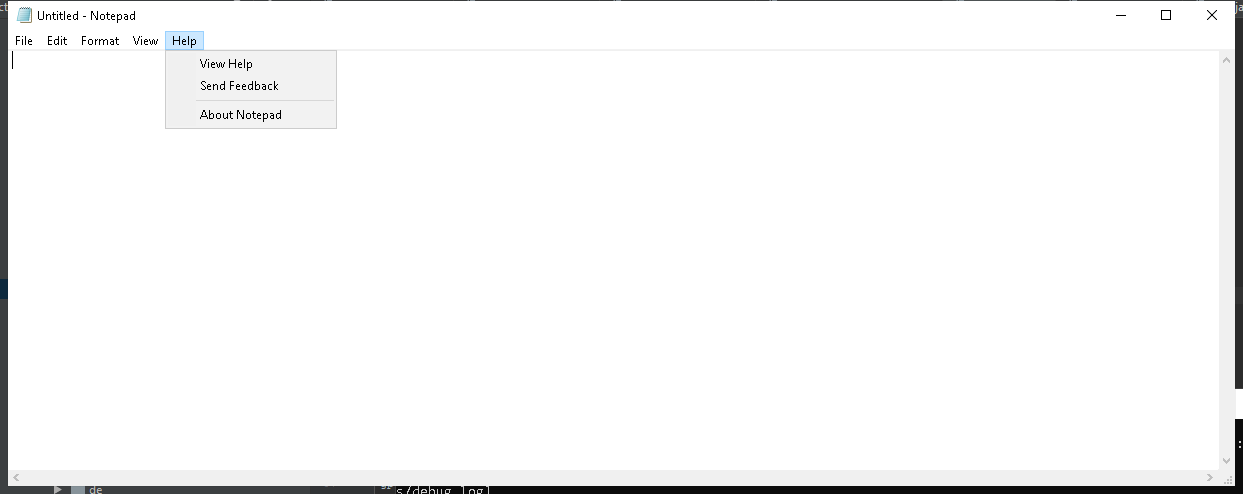 Untitled - Notepad
File Edit Format View Help
View Help
Send Feedback
About Notepad
de
s/debug.log]